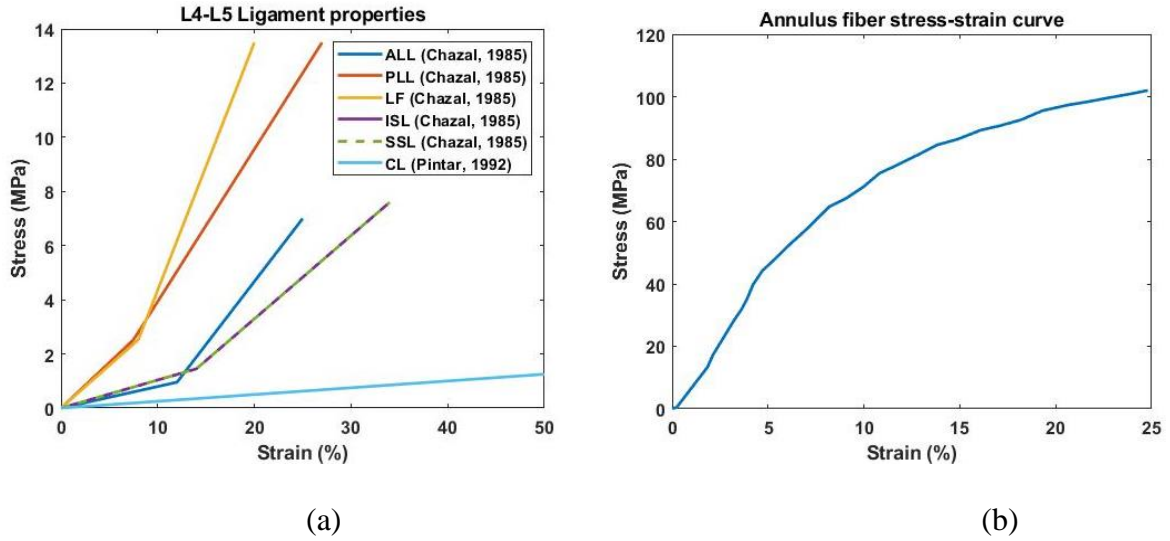 L4-L5 Ligament properties
14
12
10
8
6
4
2
0
Stress (MPa)
ALL (Chazal, 1985)
PLL (Chazal, 1985)
LF (Chazal, 1985)
ISL (Chazal, 1985)
SSL (Chazal, 1985)
CL (Pintar, 1992)
0 10 20 30 40 50
Strain (%)
(a)
Annulus fiber stress-strain curve
120
100
80
60
40
20
0
Stress (MPa)
0 5 10 15 20 25
Strain (%)
(b)